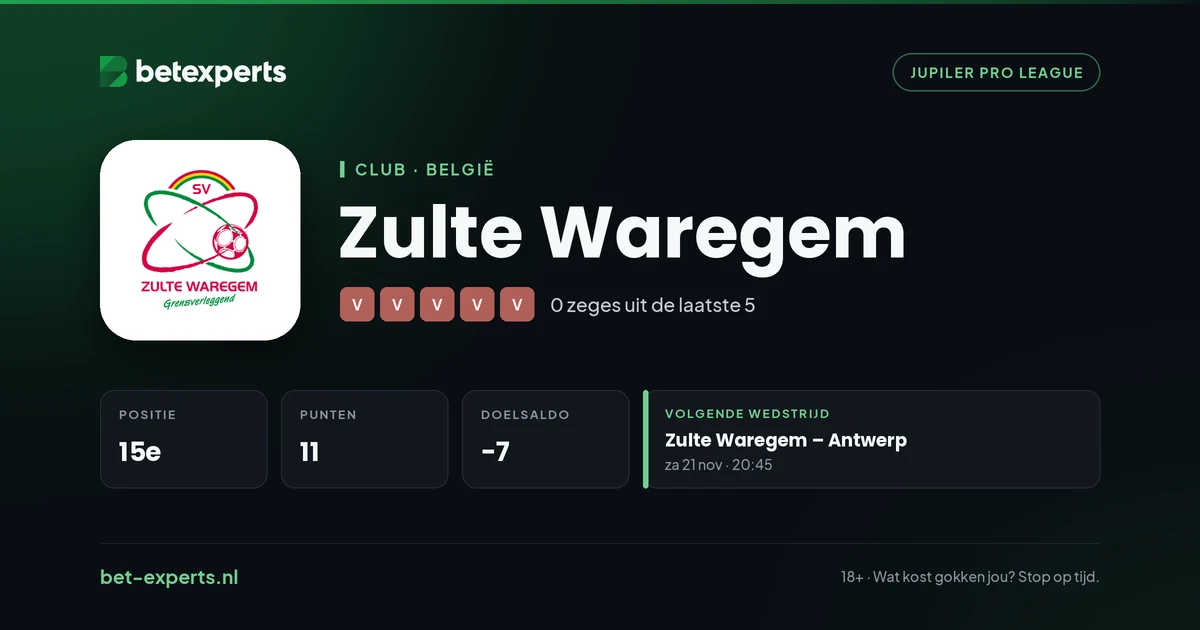 betexperts
JUPILER PRO LEAGUE
SV
ZULTE WAREGEM
Grensverleggend
CLUB · BELGIË
Zulte Waregem
V V V V V 0 zeges uit de laatste 5
POSITIE
15e
PUNTEN
11
DOELSALDO
-7
VOLGENDE WEDSTRIJD
Zulte Waregem – Antwerp
za 21 nov · 20:45
bet-experts.nl
18+ · Wat kost gokken jou? Stop op tijd.